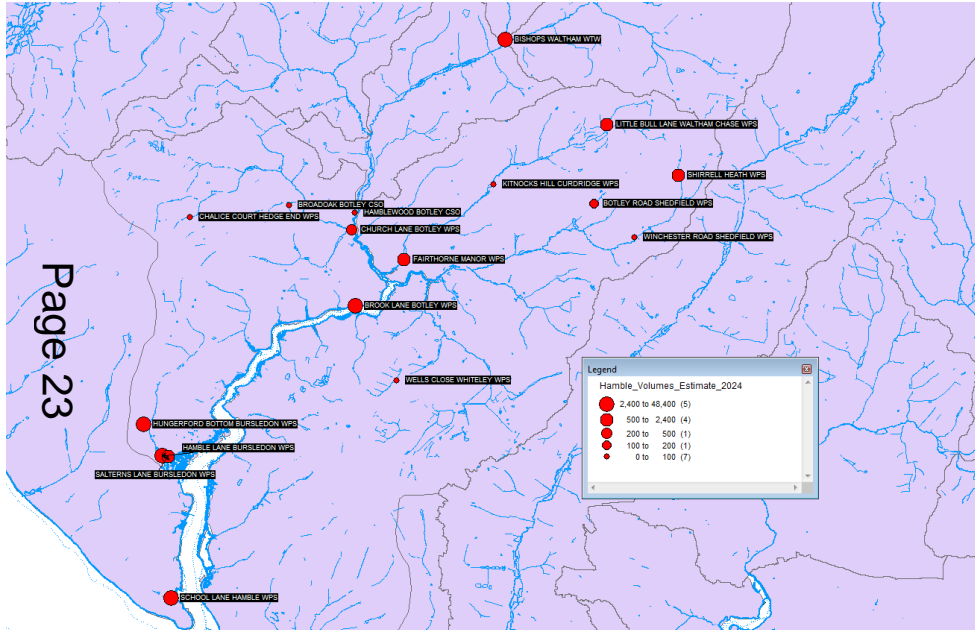 BISHOPS WALTHAM WTW
LITTLE BULL LANE WALTHAM CHASE WPS
SHIRRELL HEATH WPS
KITNOCKS HILL CURDRIDGE WPS
BROADOAK BOTLEY CSO
BOTLEY ROAD SHEDFIELD WPS
HAMBLEWOOD BOTLEY CSO
CHALICE COURT HEDGE END WPS
CHURCH LANE BOTLEY WPS
WINCHESTER ROAD SHEDFIELD WPS
FAIRTHORNE MANOR WPS
Page 23
BROOK LANE BOTLEY WPS
WELLS CLOSE WHITELEY WPS
HUNGERFORD BOTTOM BURSLEDON WPS
HAMBLE LANE BURSLEDON WPS
SALTERNS LANE BURSLEDON WPS
SCHOOL LANE HAMBLE WPS
Legend
Hamble_Volumes_Estimate_2024
2,400 to 48,400 (5)
500 to 2,400 (4)
200 to 500 (1)
100 to 200 (1)
0 to 100 (7)